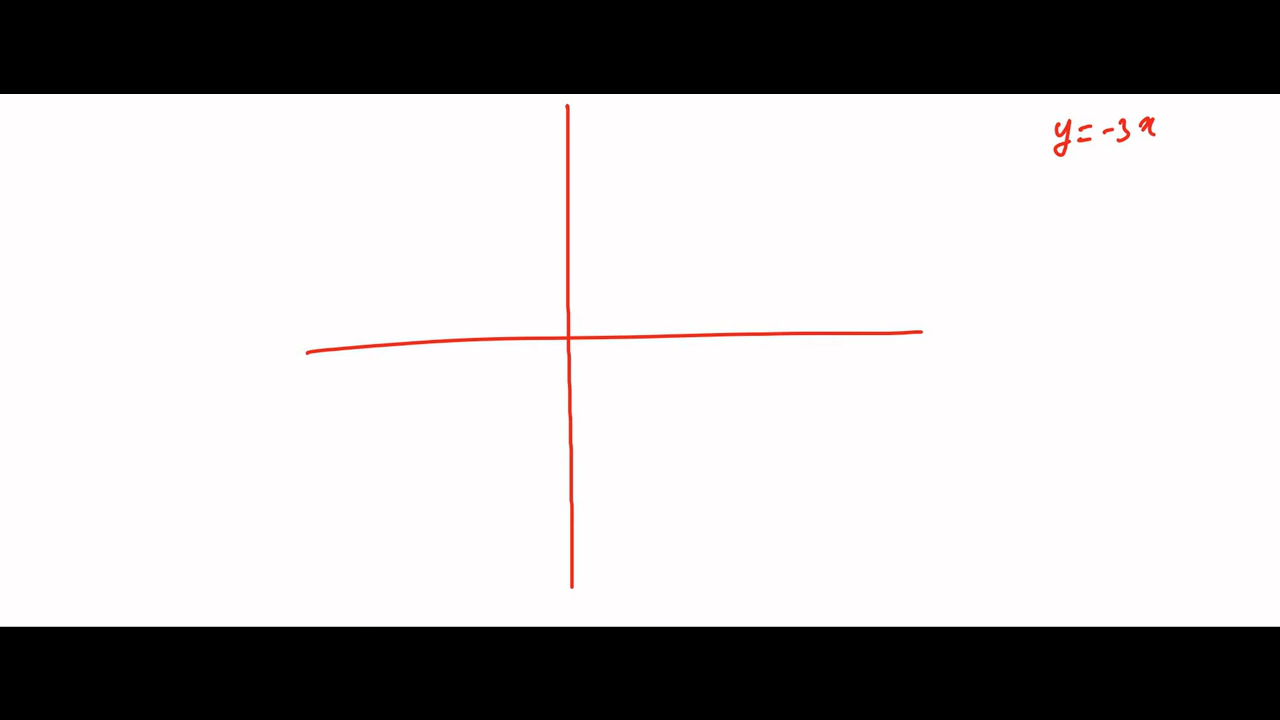 y = -3x